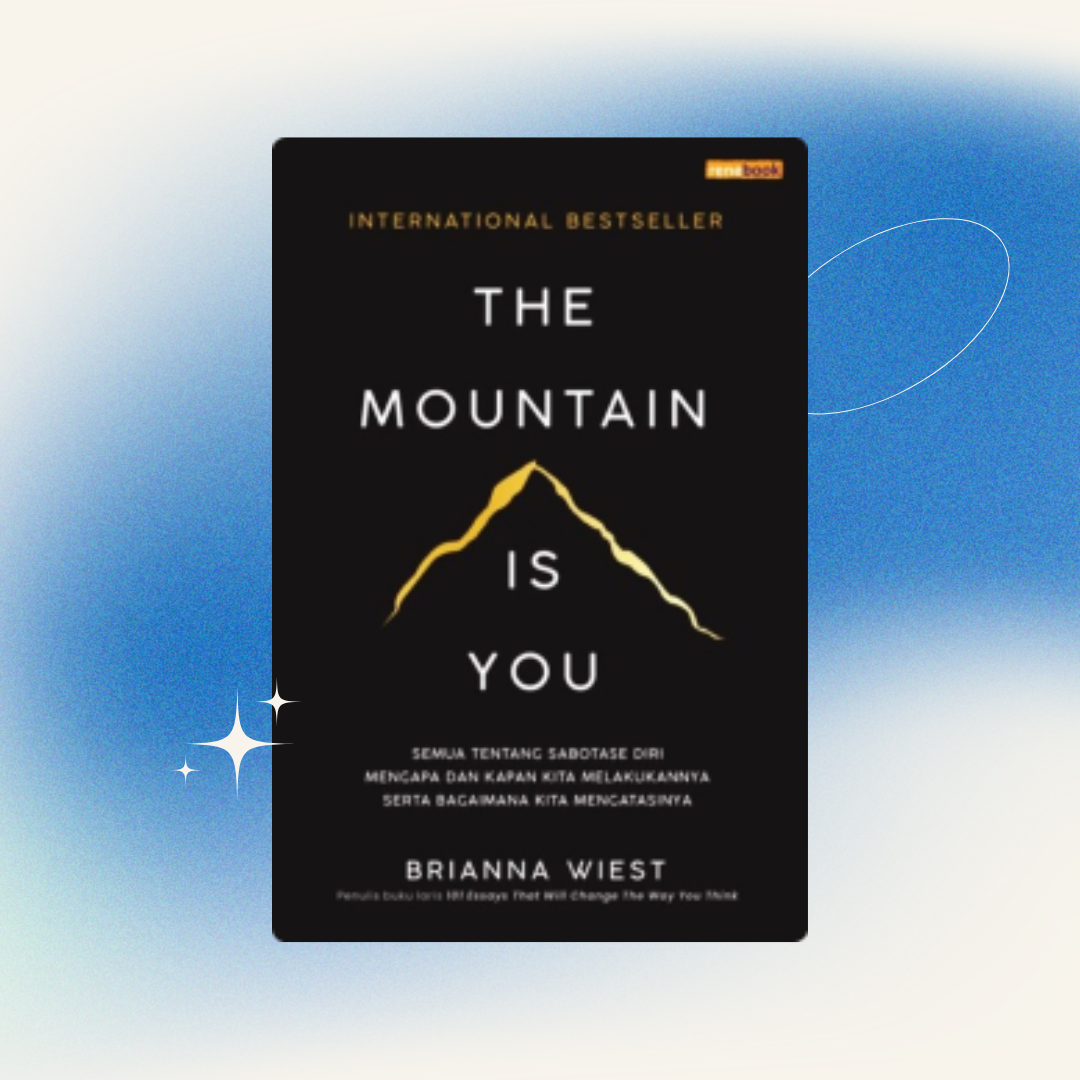 renebook
INTERNATIONAL BESTSELLER
THE
MOUNTAIN
IS
YOU
SEMUA TENTANG SABOTASE DIRI
MENGAPA DAN KAPAN KITA MELAKUKANNYA
SERTA BAGAIMANA KITA MENGATASINYA
BRIANNA WIEST
Penulis buku laris 101 Essays That Will Change The Way You Think